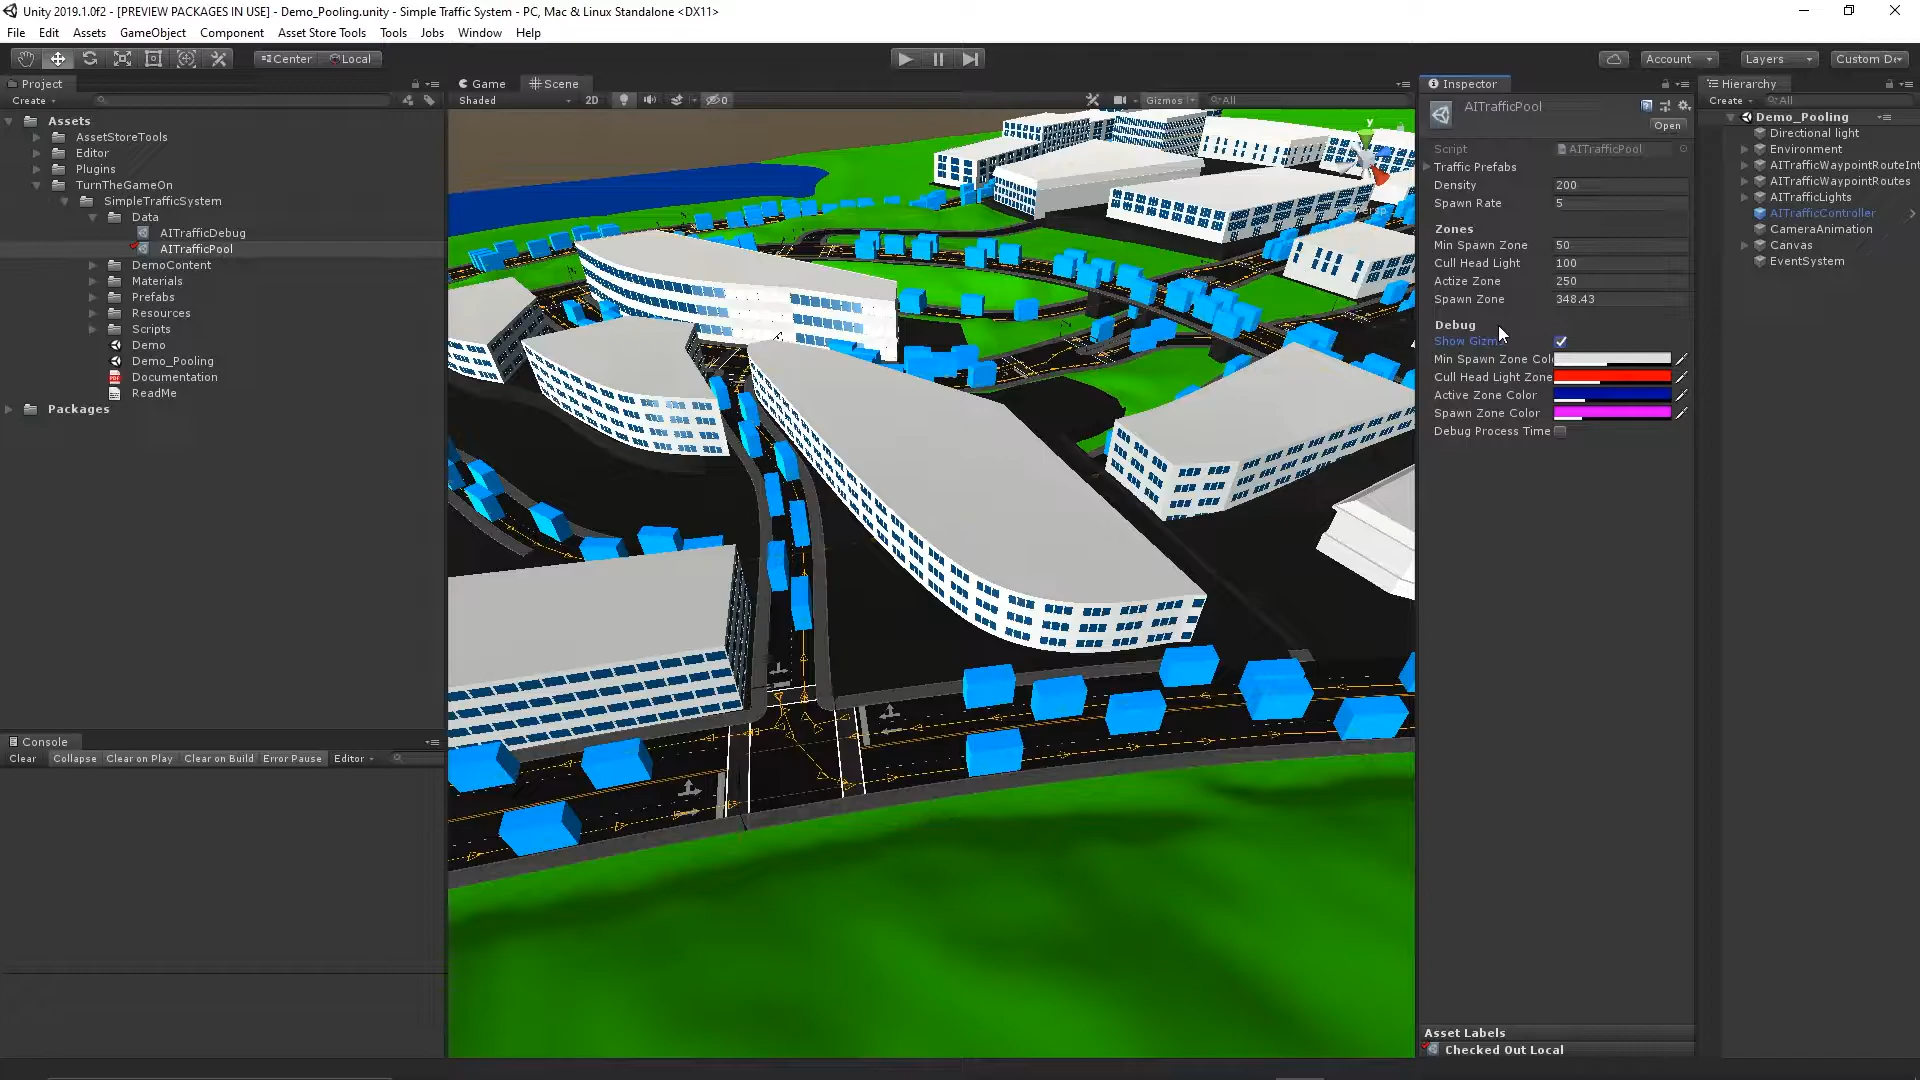 Unity 2019.1.0f2 - [PREVIEW PACKAGES IN USE] - Demo_Pooling.unity - Simple Traffic System - PC, Mac & Linux Standalone <DX11>
File Edit Assets GameObject Component Asset Store Tools Tools Jobs Window Help
Center Local
Account Layers Custom De
Project
Create
Assets
AssetStoreTools
Editor
Plugins
TurnTheGameOn
SimpleTrafficSystem
Data
AITrafficDebug
AITrafficPool
DemoContent
Materials
Prefabs
Resources
Scripts
Demo
Demo_Pooling
Documentation
ReadMe
Packages
Console
Clear Collapse Clear on Play Clear on Build Error Pause Editor
Game Scene
Shaded 2D 0 Gizmos All
y
Persp
Inspector
AITrafficPool
Open
Script AITrafficPool
Traffic Prefabs
Density 200
Spawn Rate 5
Zones
Min Spawn Zone 50
Cull Head Light 100
Actize Zone 250
Spawn Zone 348.43
Debug
Show Gizm
Min Spawn Zone Colo
Cull Head Light Zone
Active Zone Color
Spawn Zone Color
Debug Process Time
Asset Labels
Checked Out Local
Hierarchy
Create All
Demo_Pooling
Directional light
Environment
AITrafficWaypointRouteInt
AITrafficWaypointRoutes
AITrafficLights
AITrafficController
CameraAnimation
Canvas
EventSystem